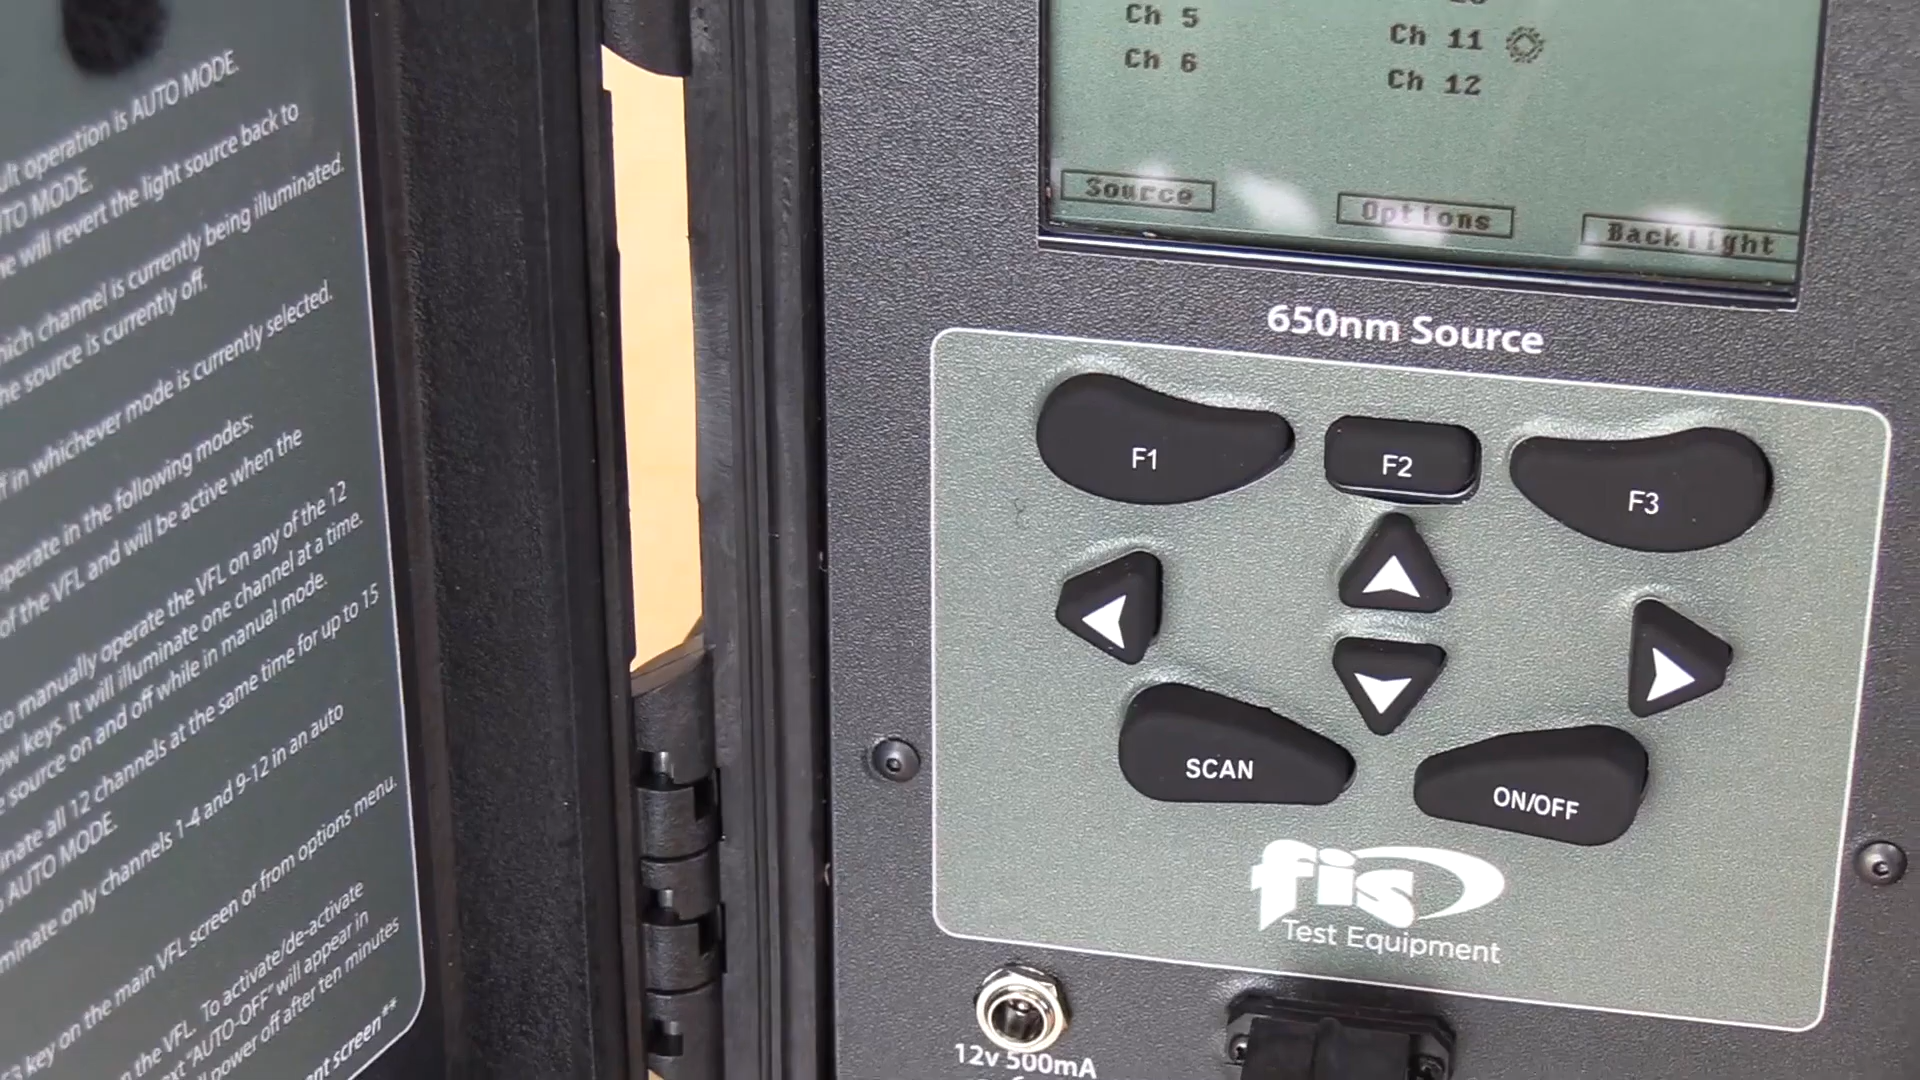 ult operation is AUTO MODE.
UTO MODE.
will revert the light source back to
hich channel is currently being illuminated.
he source is currently off.
in whichever mode is currently selected.
perate in the following modes:
of the VFL and will be active when the
to manually operate the VFL on any of the 12
ow keys. It will illuminate one channel at a time.
source on and off while in manual mode.
inate all 12 channels at the same time for up to 15
AUTO MODE.
minate only channels 1-4 and 9-12 in an auto
F3 key on the main VFL screen or from options menu.
the VFL. To activate/de-activate
ext "AUTO-OFF" will appear in
power off after ten minutes
ent screen**
Ch 5
Ch 6
Ch 11
Ch 12
Source
Options
Backlight
650nm Source
F1
F2
F3
SCAN
ON/OFF
fis
Test Equipment
12v 500mA